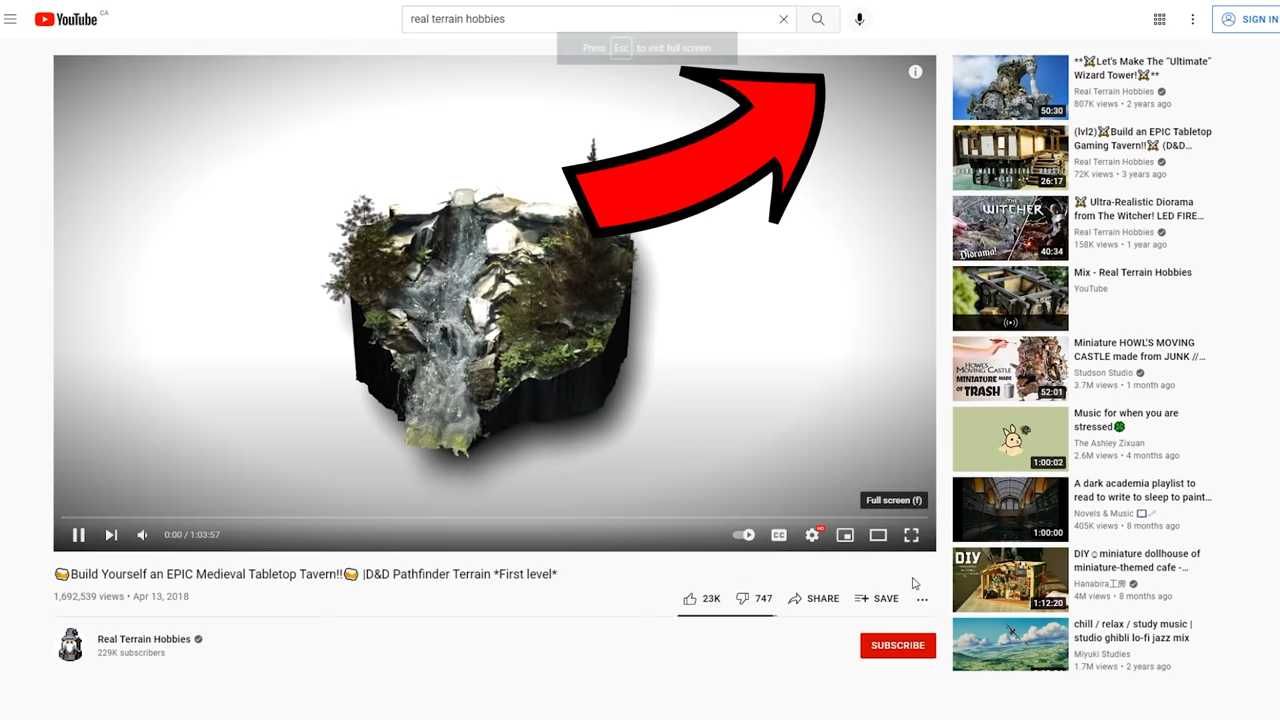 YouTube CA
real terrain hobbies
SIGN IN
Press Esc to exit full screen
Full screen (f)
0:00 / 1:03:57
CC
HD
🍻Build Yourself an EPIC Medieval Tabletop Tavern!!🍻 |D&D Pathfinder Terrain *First level*
1,692,539 views • Apr 13, 2018
23K
747
SHARE
SAVE
Real Terrain Hobbies
229K subscribers
SUBSCRIBE
**⚔️Let's Make The "Ultimate"
Wizard Tower!⚔️**
Real Terrain Hobbies
807K views • 2 years ago
50:30
(lvl2)⚔️Build an EPIC Tabletop
Gaming Tavern!!⚔️ (D&D…
Real Terrain Hobbies
72K views • 3 years ago
26:17
⚔️ Ultra-Realistic Diorama
from The Witcher! LED FIRE…
Real Terrain Hobbies
158K views • 1 year ago
THE
WITCHER
Diorama!
40:34
Mix - Real Terrain Hobbies
YouTube
Miniature HOWL'S MOVING
CASTLE made from JUNK //…
Studson Studio
3.7M views • 1 month ago
HOWL'S
MOVING CASTLE
MINIATURE MADE
OF TRASH
52:01
Music for when you are
stressed🍀
The Ashley Zixuan
2.6M views • 4 months ago
1:00:02
A dark academia playlist to
read to write to sleep to paint…
Novels & Music
405K views • 8 months ago
1:00:00
DIY☺miniature dollhouse of
miniature-themed cafe -…
Hanabira工房
4M views • 8 months ago
DIY
1:12:20
chill / relax / study music |
studio ghibli lo-fi jazz mix
Miyuki Studies
1.7M views • 2 years ago